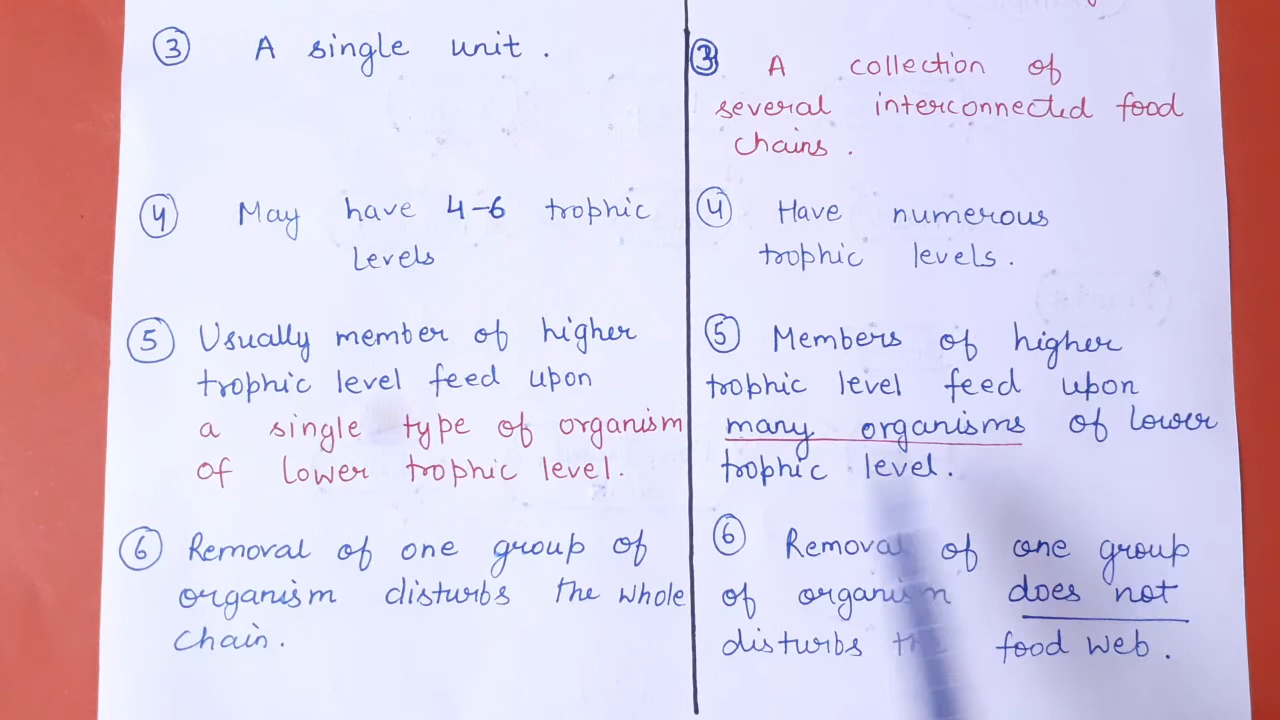 ③ A single unit.
④ May have 4-6 trophic
Levels
⑤ Usually member of higher
trophic level feed upon
a single type of organism
of lower trophic level.
⑥ Removal of one group of
organism disturbs the whole
chain.
③ A collection of
several interconnected food
chains.
④ Have numerous
trophic levels.
⑤ Members of higher
trophic level feed upon
many organisms of lower
trophic level.
⑥ Removal of one group
of organism does not
disturbs the food web.